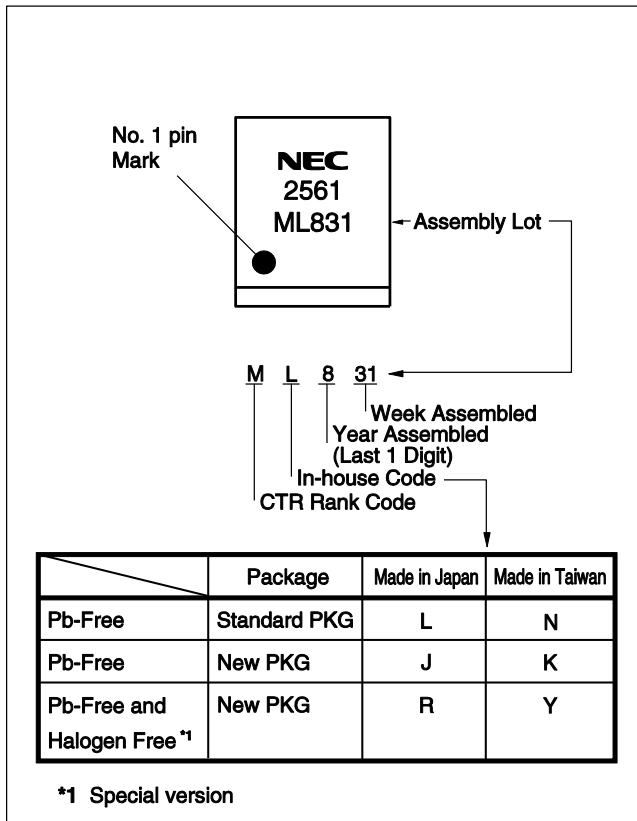 No. 1 pin
Mark
NEC
2561
ML831
Assembly Lot
M L 8 31
Week Assembled
Year Assembled
(Last 1 Digit)
In-house Code
CTR Rank Code
Package Made in Japan Made in Taiwan
Pb-Free Standard PKG L N
Pb-Free New PKG J K
Pb-Free and New PKG R Y
Halogen Free *1
*1 Special version